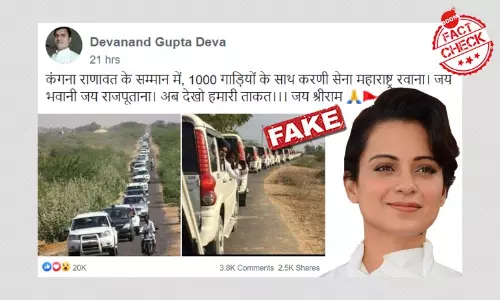 Devanand Gupta Deva
21 hrs
कंगना राणावत के सम्मान में, 1000 गाड़ियों के साथ करणी सेना महाराष्ट्र रवाना। जय
भवानी जय राजपूताना। अब देखो हमारी ताकत।।। जय श्रीराम 🙏🚩
100%
FACT
CHECK
FAKE
20K
3.8K Comments 2.5K Shares